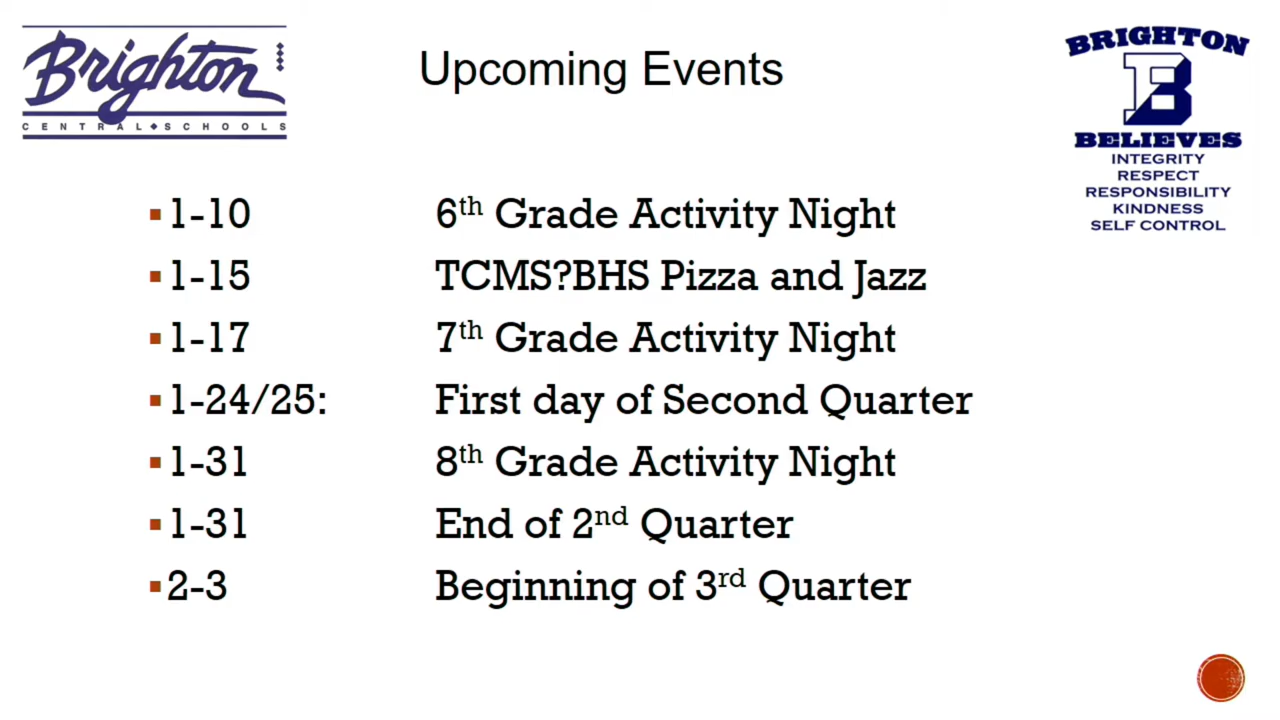 Brighton
CENTRAL◆SCHOOLS
Upcoming Events
BRIGHTON
B
BELIEVES
INTEGRITY
RESPECT
RESPONSIBILITY
KINDNESS
SELF CONTROL
▪ 1-10 6th Grade Activity Night
▪ 1-15 TCMS?BHS Pizza and Jazz
▪ 1-17 7th Grade Activity Night
▪ 1-24/25: First day of Second Quarter
▪ 1-31 8th Grade Activity Night
▪ 1-31 End of 2nd Quarter
▪ 2-3 Beginning of 3rd Quarter